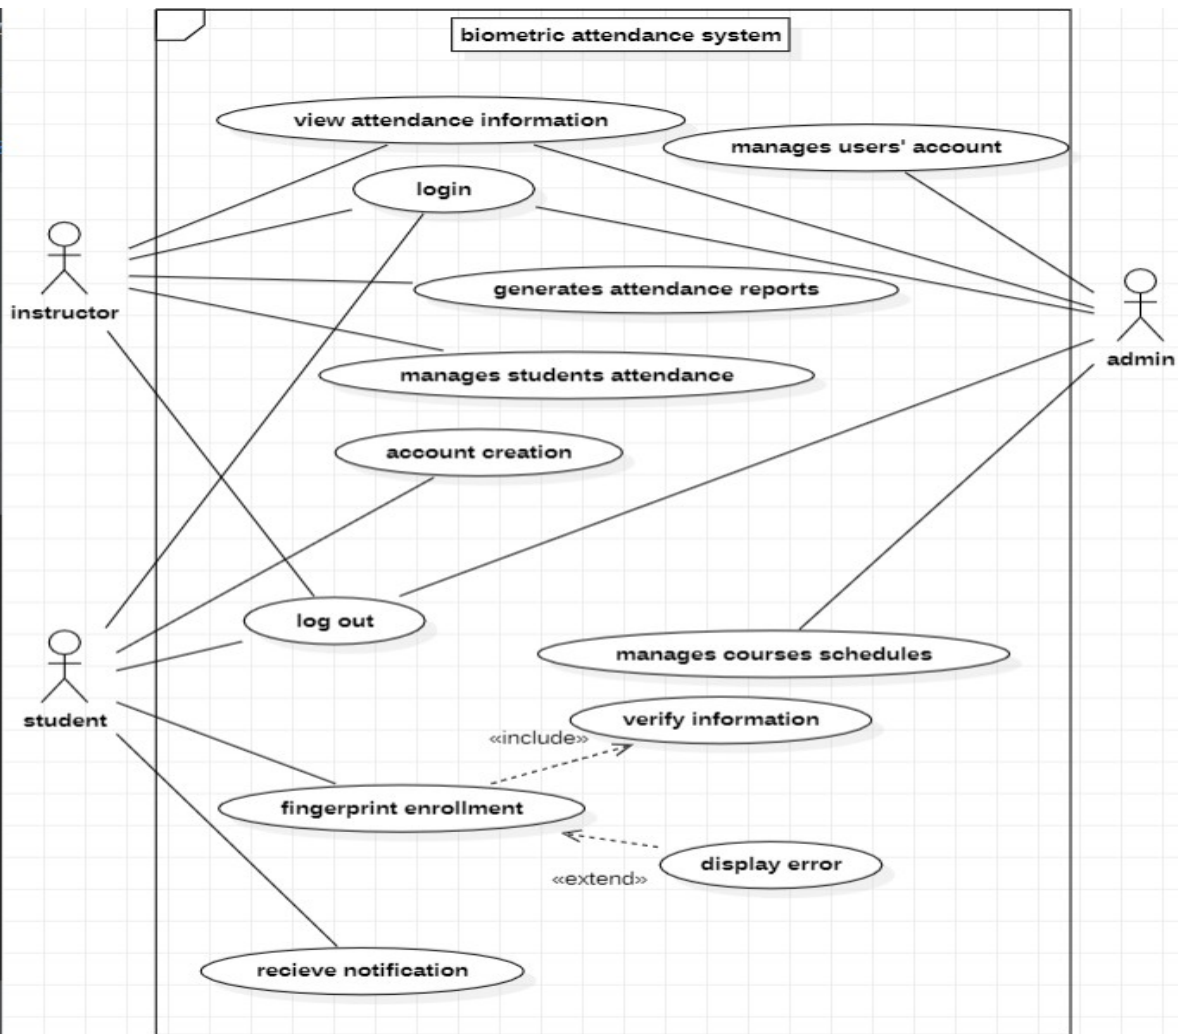 biometric attendance system
view attendance information
manages users' account
login
instructor
generates attendance reports
admin
manages students attendance
account creation
log out
manages courses schedules
student
verify information
«include»
fingerprint enrollment
display error
«extend»
recieve notification